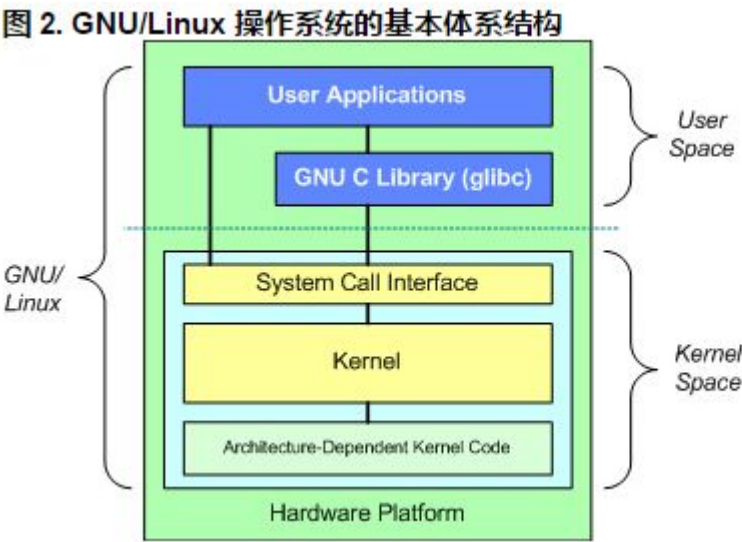 图 2. GNU/Linux 操作系统的基本体系结构
User Applications
User
Space
GNU C Library (glibc)
GNU/
Linux
System Call Interface
Kernel
Kernel
Space
Architecture-Dependent Kernel Code
Hardware Platform